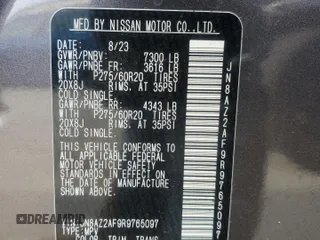 MFD BY NISSAN MOTOR CO.,LTD.
DATE: 8/23
GVWR/PNBV: 7300 LB
GAWR/PNBE FR: 3616 LB
WITH P275/60R20 TIRES
20X8J RIMS, AT 35PSI
COLD SINGLE
GAWR/PNBE RR: 4343 LB
WITH P275/60R20 TIRES
20X8J RIMS, AT 35PSI
COLD SINGLE
THIS VEHICLE CONFORMS TO ALL
APPLICABLE FEDERAL MOTOR
VEHICLE SAFETY STANDARDS
IN EFFECT ON THE DATE OF
MANUFACTURE SHOWN ABOVE.
JN8AZ2AF9R9765097
TYPE:MPV
COLOR TRIM TRANS
JN8AZ2AF9R9765097